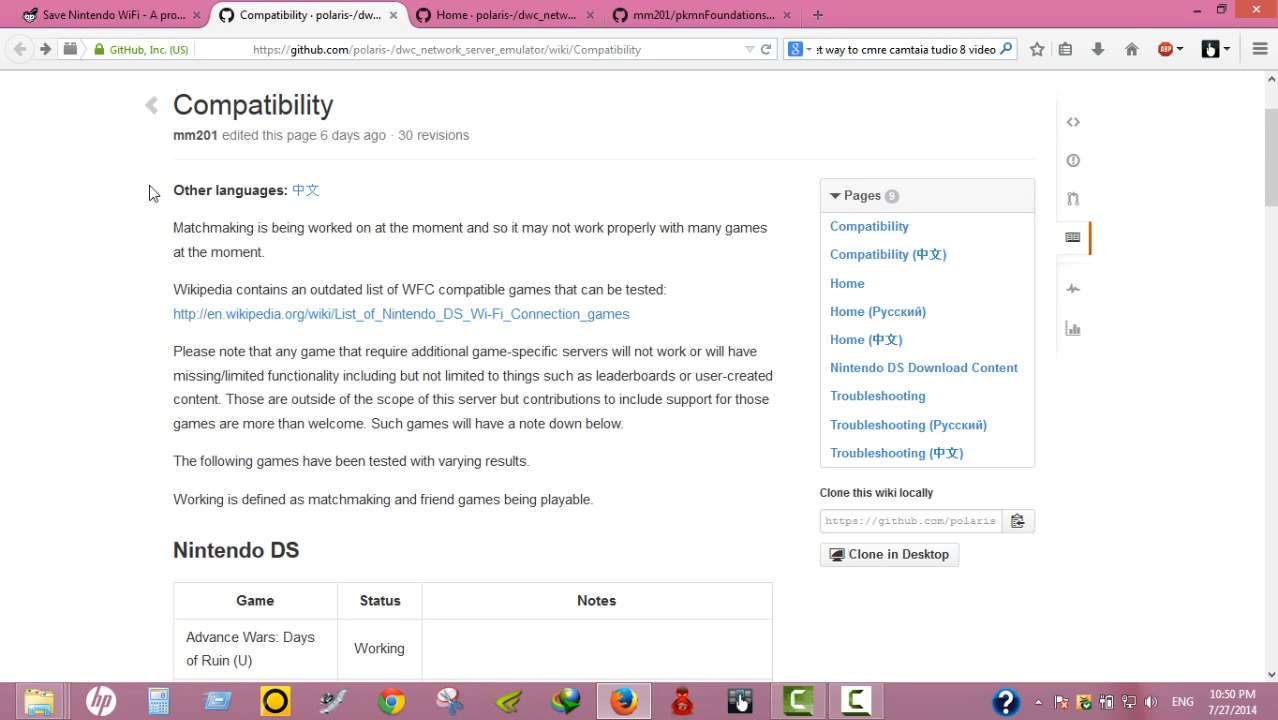 Save Nintendo WiFi - A pro...
Compatibility · polaris-/dw...
Home · polaris-/dwc_netw...
mm201/pkmnFoundations...
GitHub, Inc. (US)
https://github.com/polaris-/dwc_network_server_emulator/wiki/Compatibility
et way to cmre camtaia tudio 8 video
ABP
Compatibility
mm201 edited this page 6 days ago · 30 revisions
Other languages: 中文
Matchmaking is being worked on at the moment and so it may not work properly with many games
at the moment.
Wikipedia contains an outdated list of WFC compatible games that can be tested:
http://en.wikipedia.org/wiki/List_of_Nintendo_DS_Wi-Fi_Connection_games
Please note that any game that require additional game-specific servers will not work or will have
missing/limited functionality including but not limited to things such as leaderboards or user-created
content. Those are outside of the scope of this server but contributions to include support for those
games are more than welcome. Such games will have a note down below.
The following games have been tested with varying results.
Working is defined as matchmaking and friend games being playable.
Nintendo DS
Game Status Notes
Advance Wars: Days
of Ruin (U)
Working
Pages 9
Compatibility
Compatibility (中文)
Home
Home (Русский)
Home (中文)
Nintendo DS Download Content
Troubleshooting
Troubleshooting (Русский)
Troubleshooting (中文)
Clone this wiki locally
https://github.com/polaris
Clone in Desktop
hp
ENG
10:50 PM
7/27/2014